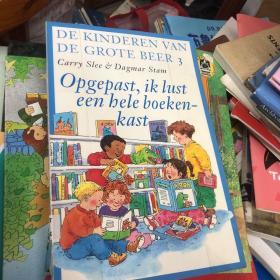 DE KINDEREN VAN
DE GROTE BEER 3
Carry Slee & Dagmar Stam
Opgepast, ik lust
een hele boeken-
kast